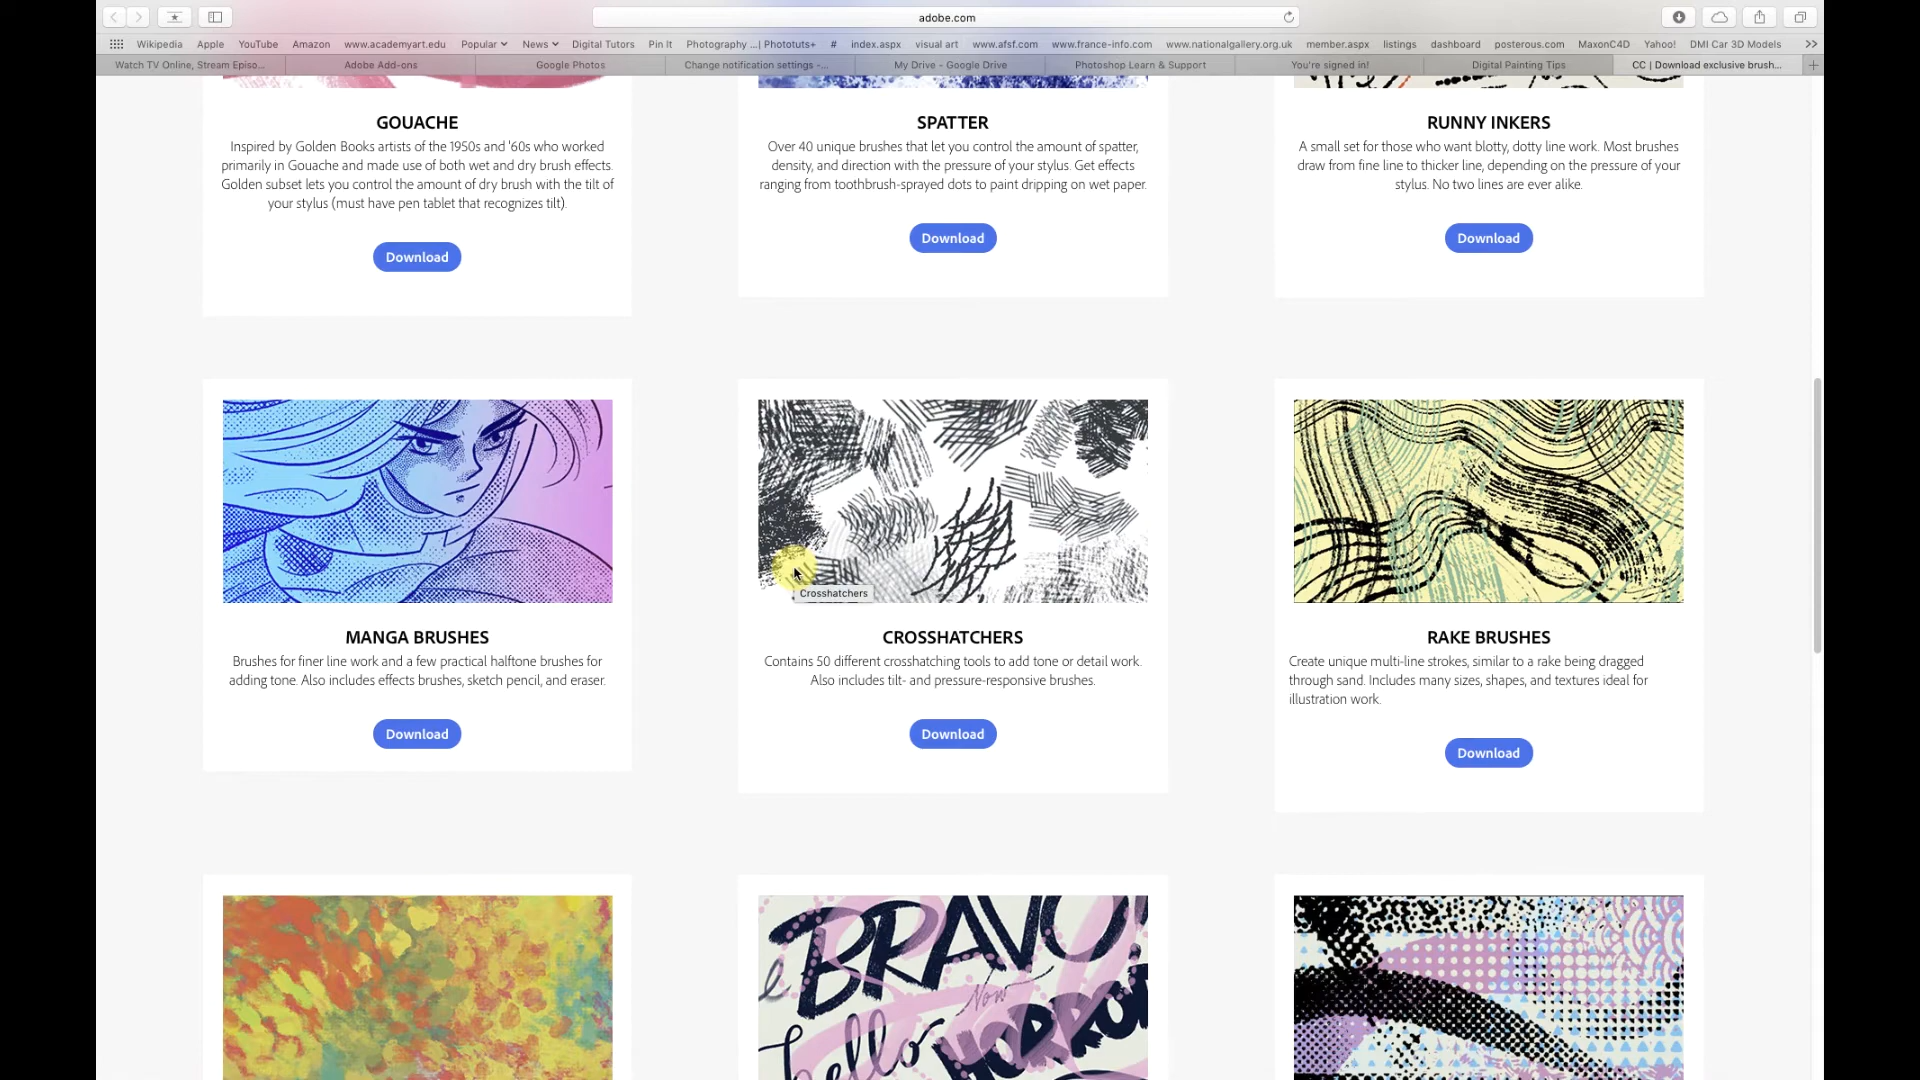 adobe.com
Wikipedia Apple YouTube Amazon www.academyart.edu Popular News Digital Tutors Pin It Photography ...| Phototuts+ # index.aspx visual art www.afsf.com www.france-info.com www.nationalgallery.org.uk member.aspx listings dashboard posterous.com MaxonC4D Yahoo! DMI Car 3D Models
Watch TV Online, Stream Episo... Adobe Add-ons Google Photos Change notification settings -... My Drive - Google Drive Photoshop Learn & Support You're signed in! Digital Painting Tips CC | Download exclusive brush...
GOUACHE
Inspired by Golden Books artists of the 1950s and '60s who worked
primarily in Gouache and made use of both wet and dry brush effects.
Golden subset lets you control the amount of dry brush with the tilt of
your stylus (must have pen tablet that recognizes tilt).
Download
SPATTER
Over 40 unique brushes that let you control the amount of spatter,
density, and direction with the pressure of your stylus. Get effects
ranging from toothbrush-sprayed dots to paint dripping on wet paper.
Download
RUNNY INKERS
A small set for those who want blotty, dotty line work. Most brushes
draw from fine line to thicker line, depending on the pressure of your
stylus. No two lines are ever alike.
Download
MANGA BRUSHES
Brushes for finer line work and a few practical halftone brushes for
adding tone. Also includes effects brushes, sketch pencil, and eraser.
Download
Crosshatchers
CROSSHATCHERS
Contains 50 different crosshatching tools to add tone or detail work.
Also includes tilt- and pressure-responsive brushes.
Download
RAKE BRUSHES
Create unique multi-line strokes, similar to a rake being dragged
through sand. Includes many sizes, shapes, and textures ideal for
illustration work.
Download
BRAVO
Now
hello